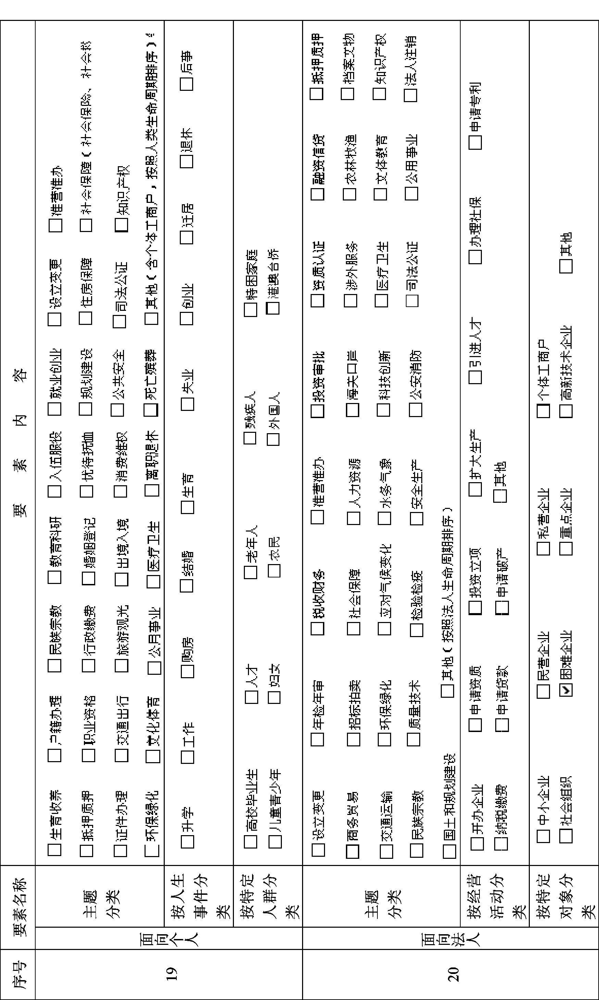 序号 要素名称 要 素 内 容
19 面向个人 主题分类
□生育收养 □户籍办理 □民族宗教 □教育科研 □入伍服役 □就业创业 □设立变更 □准营准办
□抵押质押 □职业资格 □行政缴费 □婚姻登记 □优待抚恤 □规划建设 □住房保障 □社会保障(社会保险、社会
□证件办理 □交通出行 □旅游观光 □出境入境 □消费维权 □公共安全 □司法公证 □知识产权
□环保绿化 □文化体育 □公用事业 □医疗卫生 □离职退休 □死亡殡葬 □其他(含个体工商户,按照人类生命周期排序)
按人生事件分类
□升学 □工作 □购房 □结婚 □生育 □失业 □创业 □迁居 □退休 □后事
按特定人群分类
□高校毕业生 □人才 □老年人 □残疾人 □特困家庭
□儿童青少年 □妇女 □农民 □外国人 □港澳台侨
20 面向法人 主题分类
□设立变更 □年检年审 □税收财务 □准营准办 □投资审批 □资质认证 □融资信贷 □抵押质押
□商务贸易 □招标拍卖 □社会保障 □人力资源 □海关口岸 □涉外服务 □农林牧渔 □档案文物
□交通运输 □环保绿化 □应对气侯变化 □水务气象 □科技创新 □医疗卫生 □文体教育 □知识产权
□民族宗教 □质量技术 □检验检疫 □安全生产 □公安消防 □司法公证 □公用事业 □法人注销
□国土和规划建设 □其他(按照法人生命周期排序)
按经营活动分类
□开办企业 □申请资质 □投资立项 □扩大生产 □引进人才 □办理社保 □申请专利
□纳税缴费 □申请贷款 □申请破产 □其他
按特定对象分类
□中小企业 □民营企业 □私营企业 □个体工商户
□社会组织 ☑困难企业 □重点企业 □高新技术企业 □其他